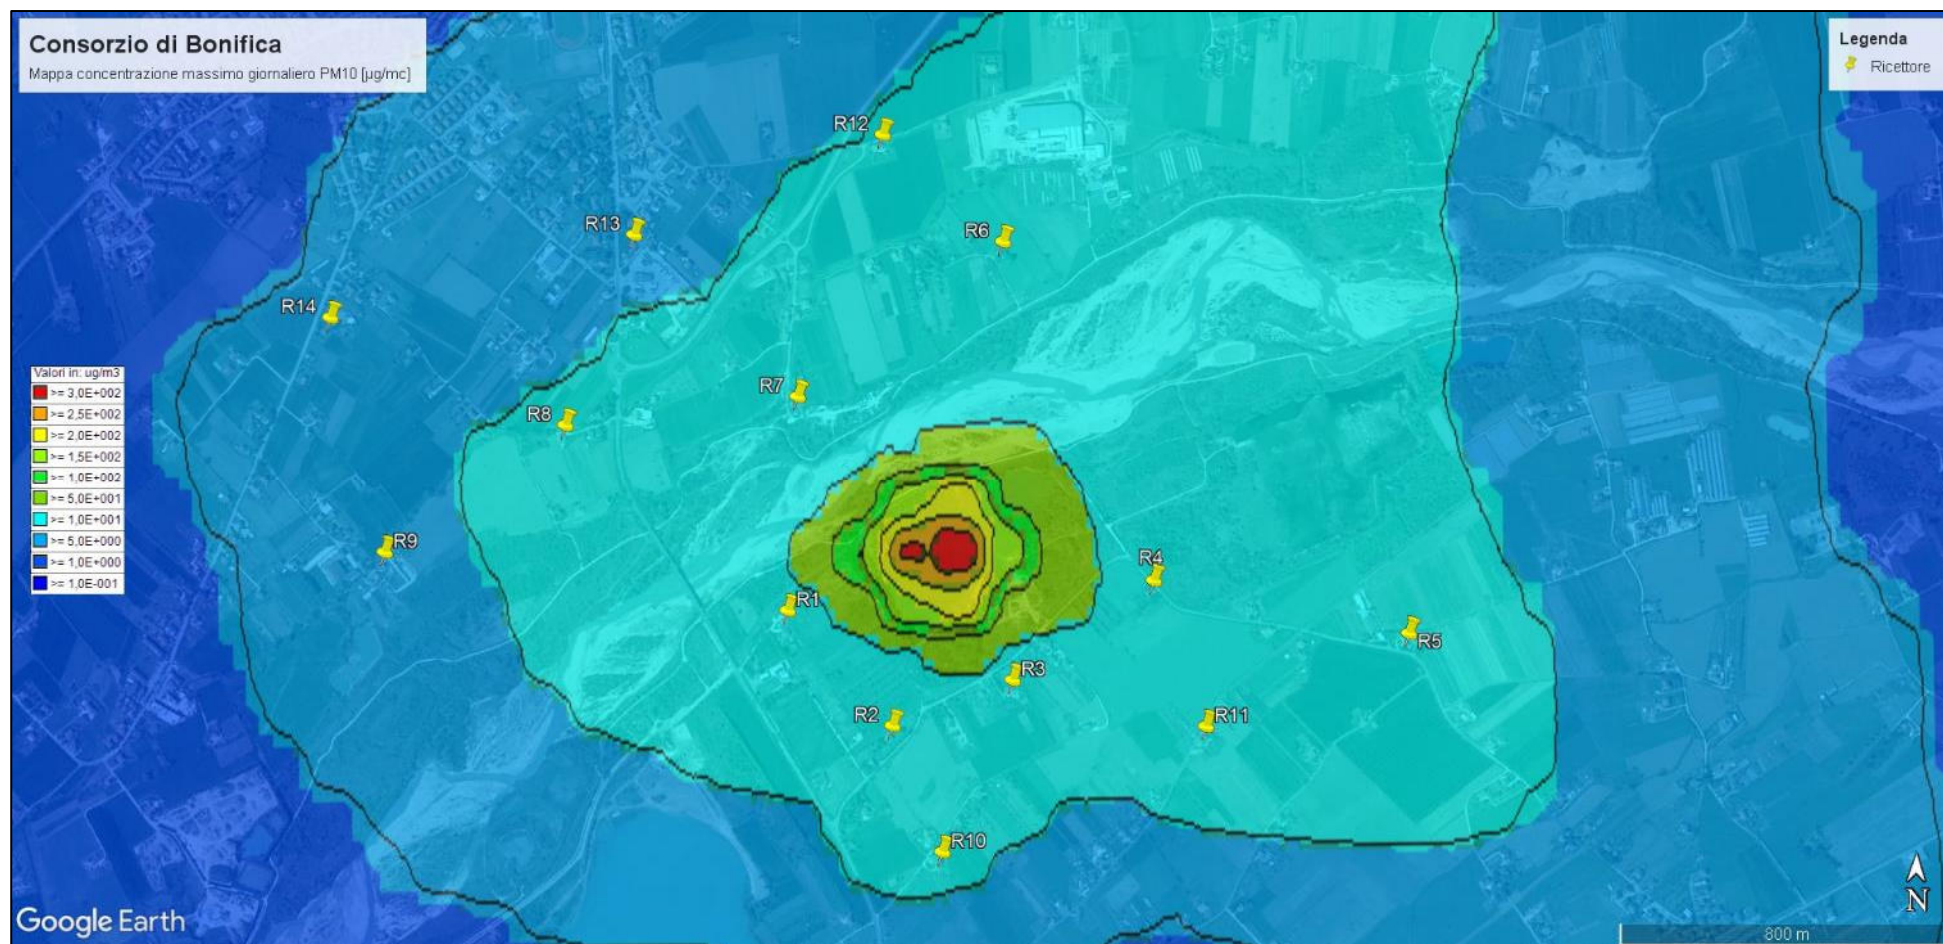 Consorzio di Bonifica
Mappa concentrazione massimo giornaliero PM10 [µg/mc]
Legenda
Ricettore
R12
R13
R6
R14
R7
R8
R9
R4
R1
R5
R3
R2
R11
R10
Valori in: ug/m3
>= 3,0E+002
>= 2,5E+002
>= 2,0E+002
>= 1,5E+002
>= 1,0E+002
>= 5,0E+001
>= 1,0E+001
>= 5,0E+000
>= 1,0E+000
>= 1,0E-001
N
Google Earth
800 m